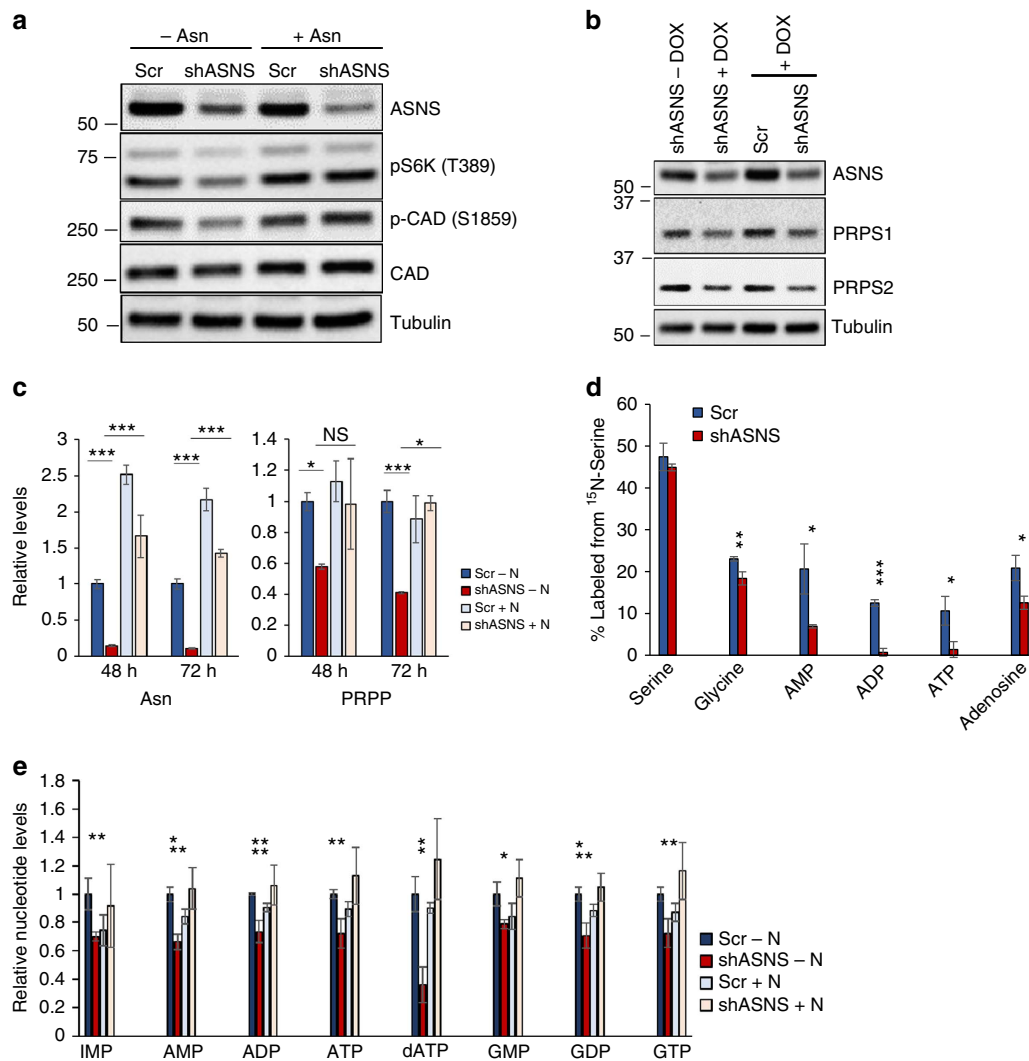 a
– Asn
+ Asn
Scr
shASNS
Scr
shASNS
50
ASNS
75
pS6K (T389)
250
p-CAD (S1859)
250
CAD
50
Tubulin
b
shASNS – DOX
shASNS + DOX
+ DOX
Scr
shASNS
50
ASNS
37
PRPS1
37
PRPS2
50
Tubulin
c
Relative levels
3
2.5
2
1.5
1
0.5
0
***
***
***
***
48 h
72 h
Asn
1.4
1.2
1
0.8
0.6
0.4
0.2
0
NS
*
*
***
48 h
72 h
PRPP
Scr – N
shASNS – N
Scr + N
shASNS + N
d
% Labeled from 15N-Serine
60
50
40
30
20
10
0
Scr
shASNS
**
*
***
*
*
Serine
Glycine
AMP
ADP
ATP
Adenosine
e
Relative nucleotide levels
1.8
1.6
1.4
1.2
1
0.8
0.6
0.4
0.2
0
**
*
**
**
**
**
**
*
*
**
**
IMP
AMP
ADP
ATP
dATP
GMP
GDP
GTP
Scr – N
shASNS – N
Scr + N
shASNS + N